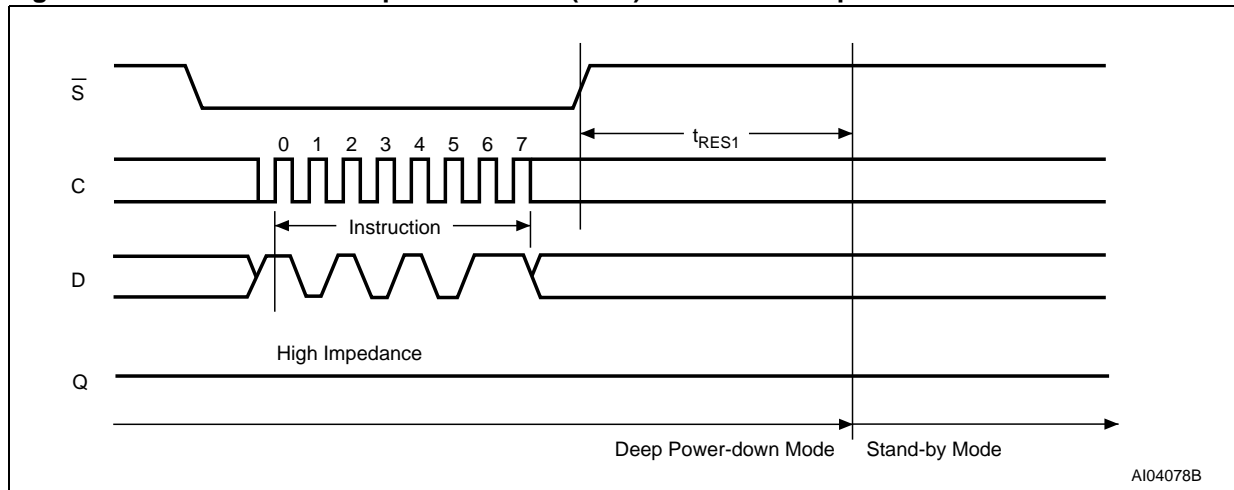 S
0 1 2 3 4 5 6 7
tRES1
C
Instruction
D
High Impedance
Q
Deep Power-down Mode Stand-by Mode
AI04078B